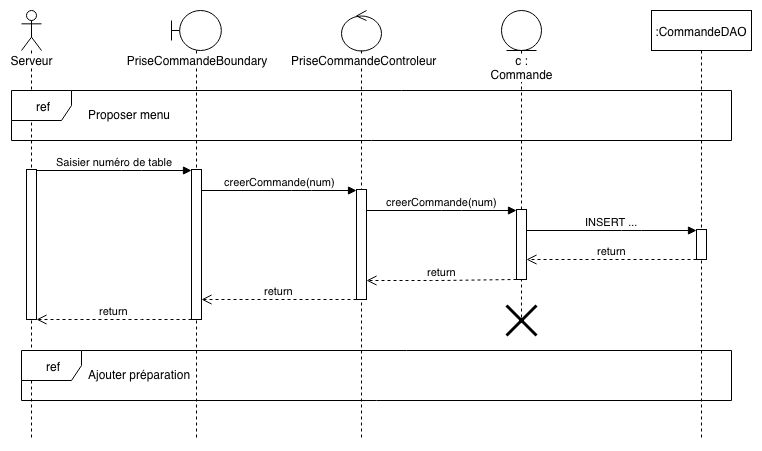 Serveur
PriseCommandeBoundary
PriseCommandeControleur
c :
Commande
:CommandeDAO
ref
Proposer menu
Saisier numéro de table
creerCommande(num)
creerCommande(num)
INSERT ...
return
return
return
return
ref
Ajouter préparation